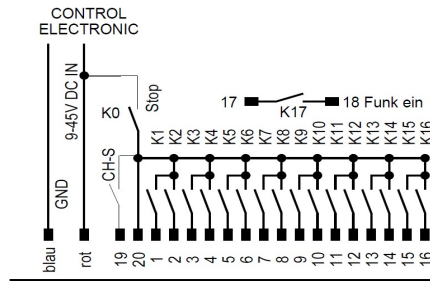 CONTROL
ELECTRONIC
9-45V DC IN
GND
K0
Stop
CH-S
17
K17
18 Funk ein
K1
K2
K3
K4
K5
K6
K7
K8
K9
K10
K11
K12
K13
K14
K15
K16
blau
rot
19
20
1
2
3
4
5
6
7
8
9
10
11
12
13
14
15
16